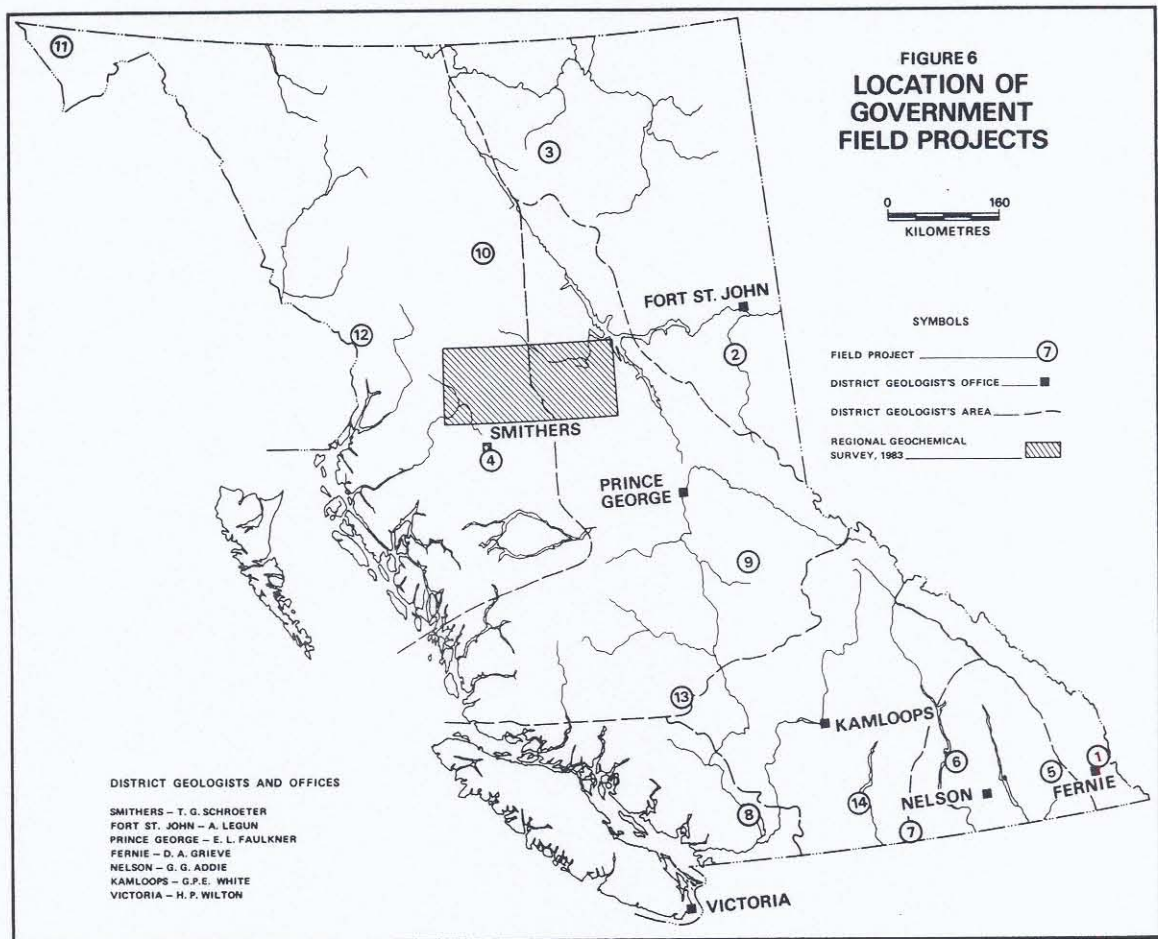 FIGURE 6
LOCATION OF
GOVERNMENT
FIELD PROJECTS
0 160
KILOMETRES
SYMBOLS
FIELD PROJECT 7
DISTRICT GEOLOGIST'S OFFICE
DISTRICT GEOLOGIST'S AREA
REGIONAL GEOCHEMICAL
SURVEY, 1983
11
3
10
FORT ST. JOHN
12
2
SMITHERS
4
PRINCE
GEORGE
9
13
KAMLOOPS
1
6
5
FERNIE
14
NELSON
8
7
VICTORIA
DISTRICT GEOLOGISTS AND OFFICES
SMITHERS – T. G. SCHROETER
FORT ST. JOHN – A. LEGUN
PRINCE GEORGE – E. L. FAULKNER
FERNIE – D. A. GRIEVE
NELSON – G. G. ADDIE
KAMLOOPS – G.P.E. WHITE
VICTORIA – H. P. WILTON